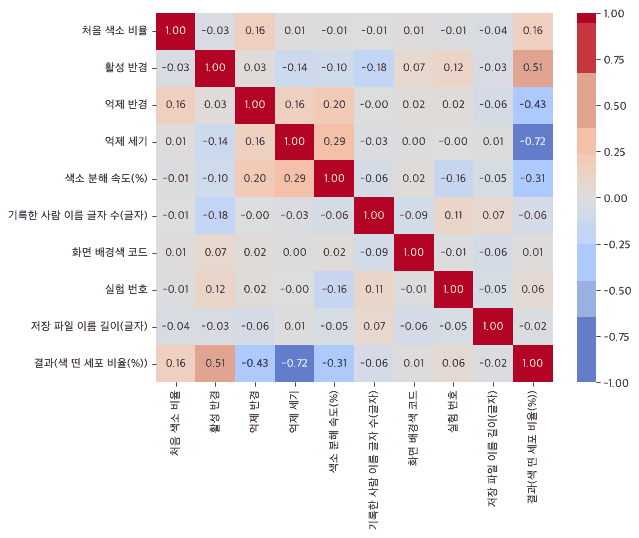 처음 색소 비율 1.00 -0.03 0.16 0.01 -0.01 -0.01 0.01 -0.01 -0.04 0.16
활성 반경 -0.03 1.00 0.03 -0.14 -0.10 -0.18 0.07 0.12 -0.03 0.51
억제 반경 0.16 0.03 1.00 0.16 0.20 -0.00 0.02 0.02 -0.06 -0.43
억제 세기 0.01 -0.14 0.16 1.00 0.29 -0.03 0.00 -0.00 0.01 -0.72
색소 분해 속도(%) -0.01 -0.10 0.20 0.29 1.00 -0.06 0.02 -0.16 -0.05 -0.31
기록한 사람 이름 글자 수(글자) -0.01 -0.18 -0.00 -0.03 -0.06 1.00 -0.09 0.11 0.07 -0.06
화면 배경색 코드 0.01 0.07 0.02 0.00 0.02 -0.09 1.00 -0.01 -0.06 0.01
실험 번호 -0.01 0.12 0.02 -0.00 -0.16 0.11 -0.01 1.00 -0.05 0.06
저장 파일 이름 길이(글자) -0.04 -0.03 -0.06 0.01 -0.05 0.07 -0.06 -0.05 1.00 -0.02
결과(색 띤 세포 비율(%)) 0.16 0.51 -0.43 -0.72 -0.31 -0.06 0.01 0.06 -0.02 1.00
처음 색소 비율
활성 반경
억제 반경
억제 세기
색소 분해 속도(%)
기록한 사람 이름 글자 수(글자)
화면 배경색 코드
실험 번호
저장 파일 이름 길이(글자)
결과(색 띤 세포 비율(%))
1.00
0.75
0.50
0.25
0.00
-0.25
-0.50
-0.75
-1.00